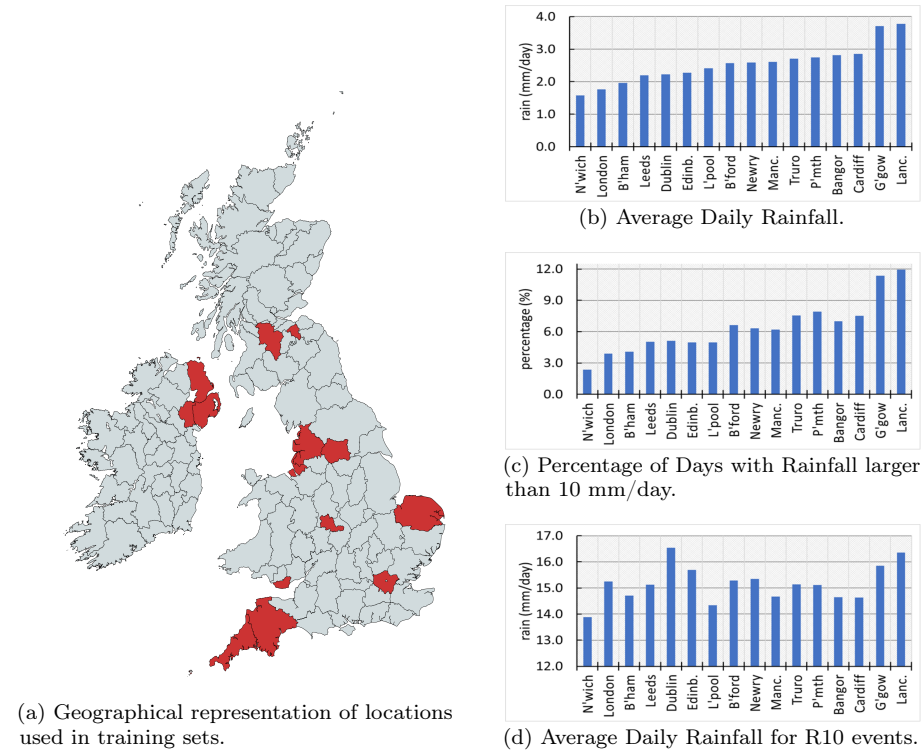 (a) Geographical representation of locations
used in training sets.
rain (mm/day)
4.0
3.0
2.0
1.0
0.0
N'wich
London
B'ham
Leeds
Dublin
Edinb.
L'pool
B'ford
Newry
Manc.
Truro
P'mth
Bangor
Cardiff
G'gow
Lanc.
(b) Average Daily Rainfall.
percentage (%)
12.0
9.0
6.0
3.0
0.0
N'wich
London
B'ham
Leeds
Dublin
Edinb.
L'pool
B'ford
Newry
Manc.
Truro
P'mth
Bangor
Cardiff
G'gow
Lanc.
(c) Percentage of Days with Rainfall larger
than 10 mm/day.
rain (mm/day)
17.0
16.0
15.0
14.0
13.0
12.0
N'wich
London
B'ham
Leeds
Dublin
Edinb.
L'pool
B'ford
Newry
Manc.
Truro
P'mth
Bangor
Cardiff
G'gow
Lanc.
(d) Average Daily Rainfall for R10 events.